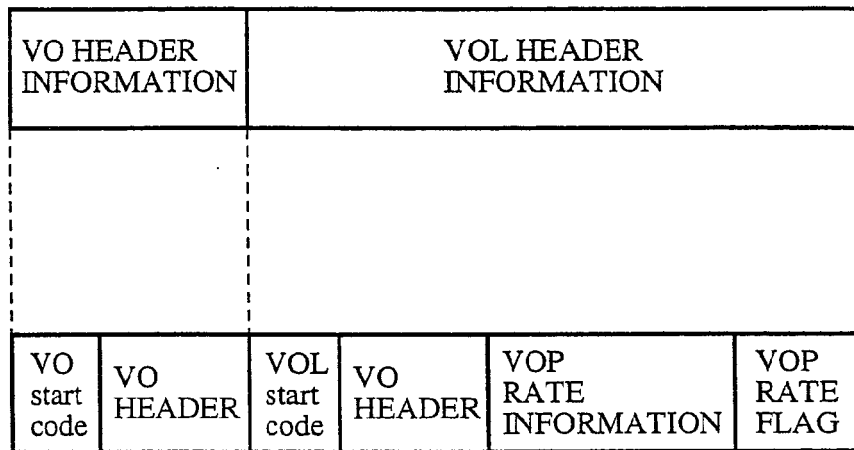 VO HEADER
INFORMATION
VOL HEADER
INFORMATION
VO
start
code
VO
HEADER
VOL
start
code
VO
HEADER
VOP
RATE
INFORMATION
VOP
RATE
FLAG